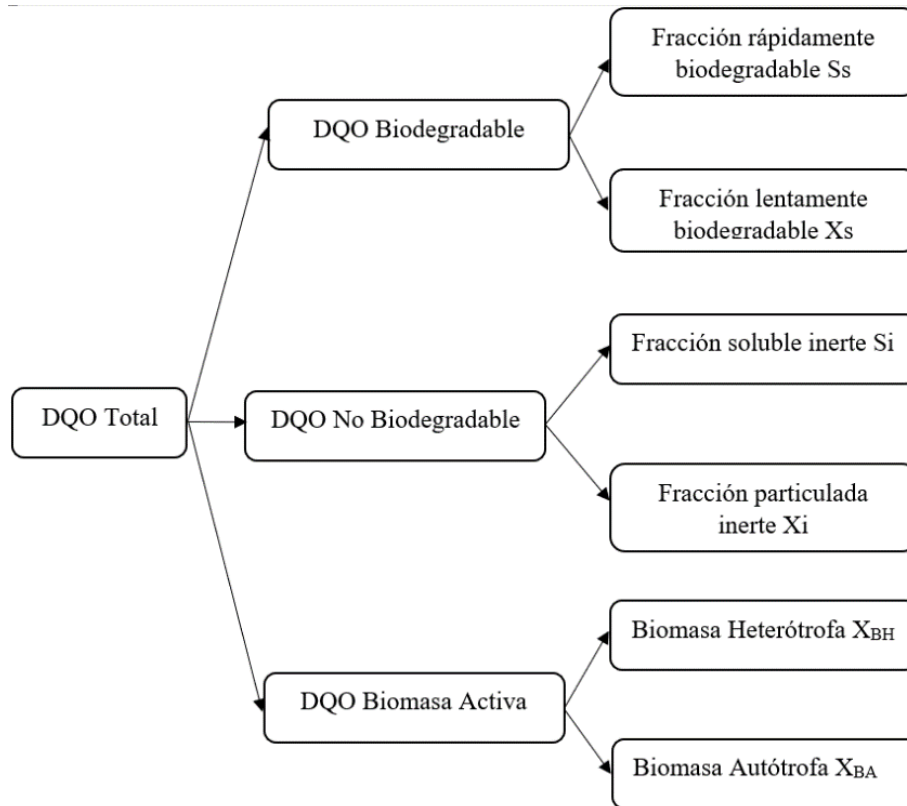 Fracción rápidamente
biodegradable Ss
DQO Biodegradable
Fracción lentamente
biodegradable Xs
Fracción soluble inerte Si
DQO Total
DQO No Biodegradable
Fracción particulada
inerte Xi
Biomasa Heterótrofa XBH
DQO Biomasa Activa
Biomasa Autótrofa XBA